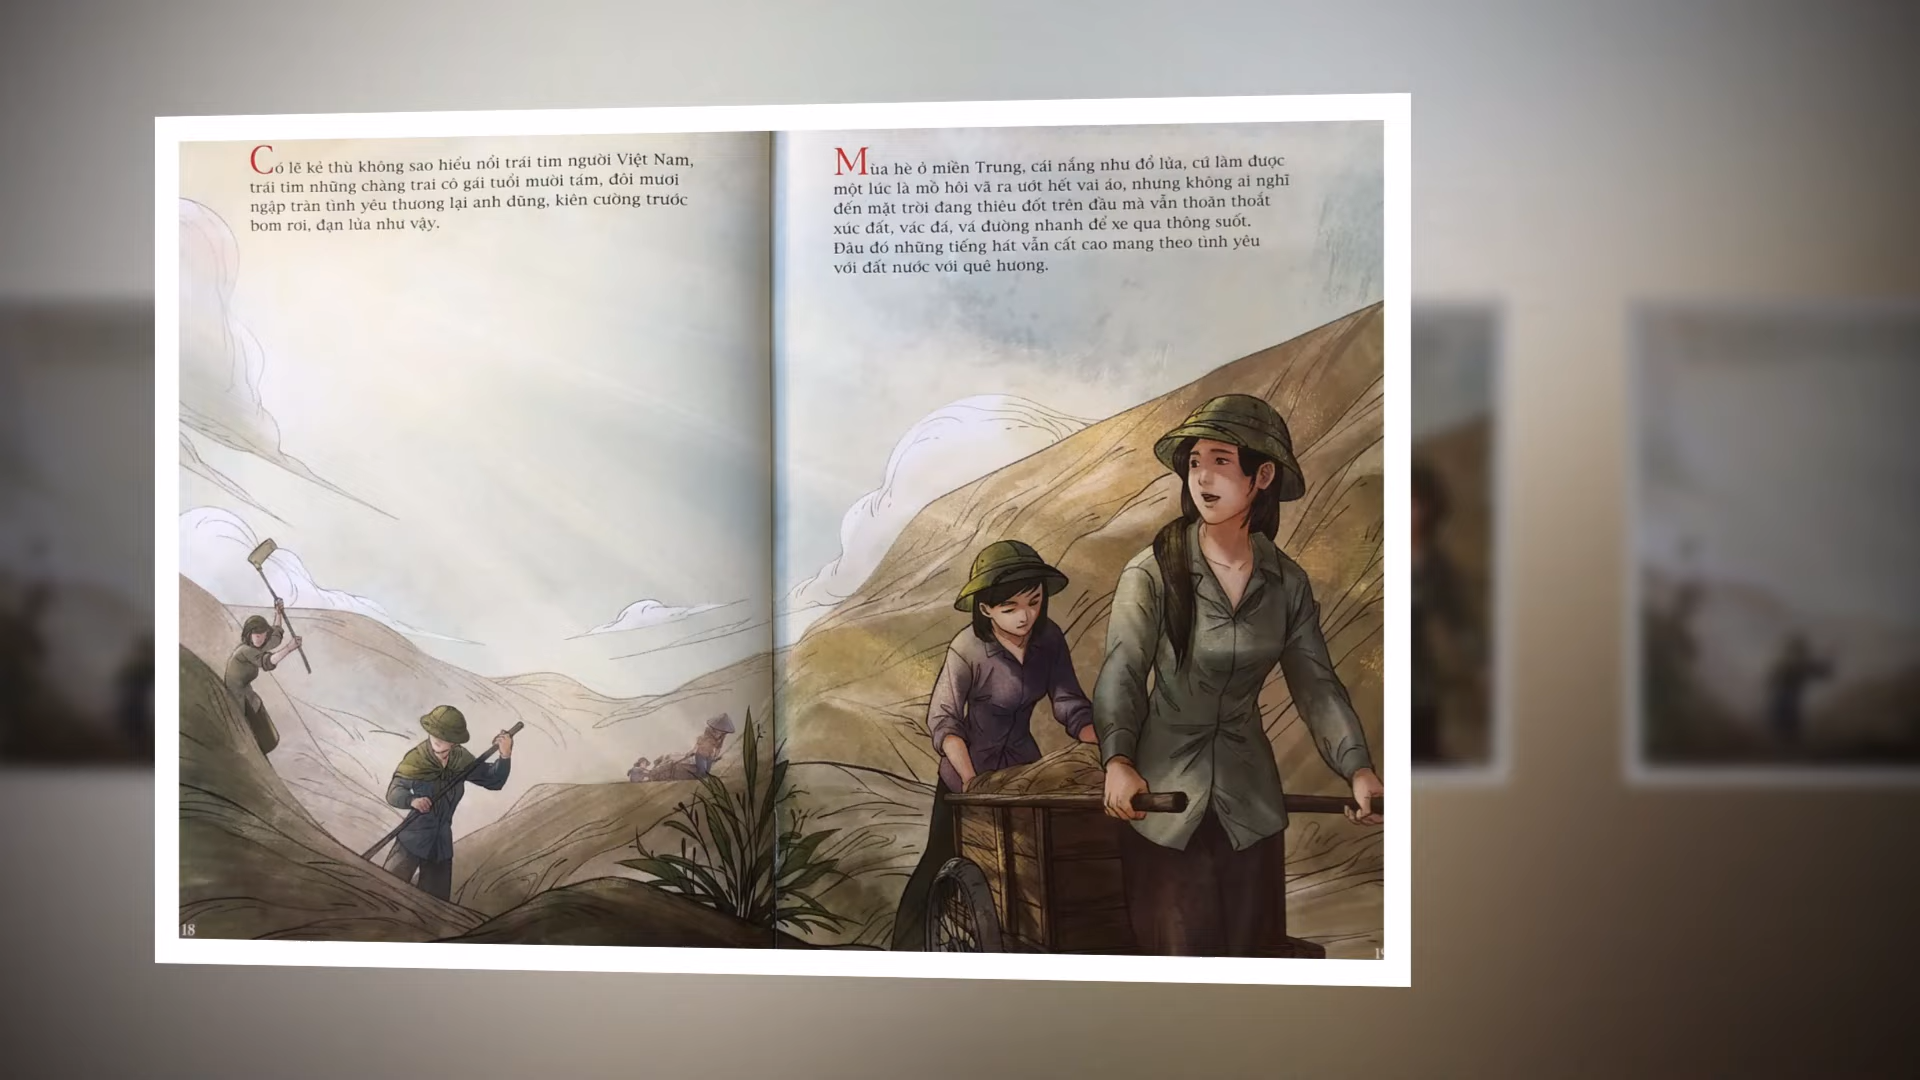 Có lẽ kẻ thù không sao hiểu nổi trái tim người Việt Nam,
trái tim những chàng trai cô gái tuổi mười tám, đôi mươi
ngập tràn tình yêu thương lại anh dũng, kiên cường trước
bom rơi, đạn lửa như vậy.
Mùa hè ở miền Trung, cái nắng như đổ lửa, cứ làm được
một lúc là mồ hôi vã ra ướt hết vai áo, nhưng không ai nghĩ
đến mặt trời đang thiêu đốt trên đầu mà vẫn thoăn thoắt
xúc đất, vác đá, vá đường nhanh để xe qua thông suốt.
Đâu đó những tiếng hát vẫn cất cao mang theo tình yêu
với đất nước với quê hương.
18